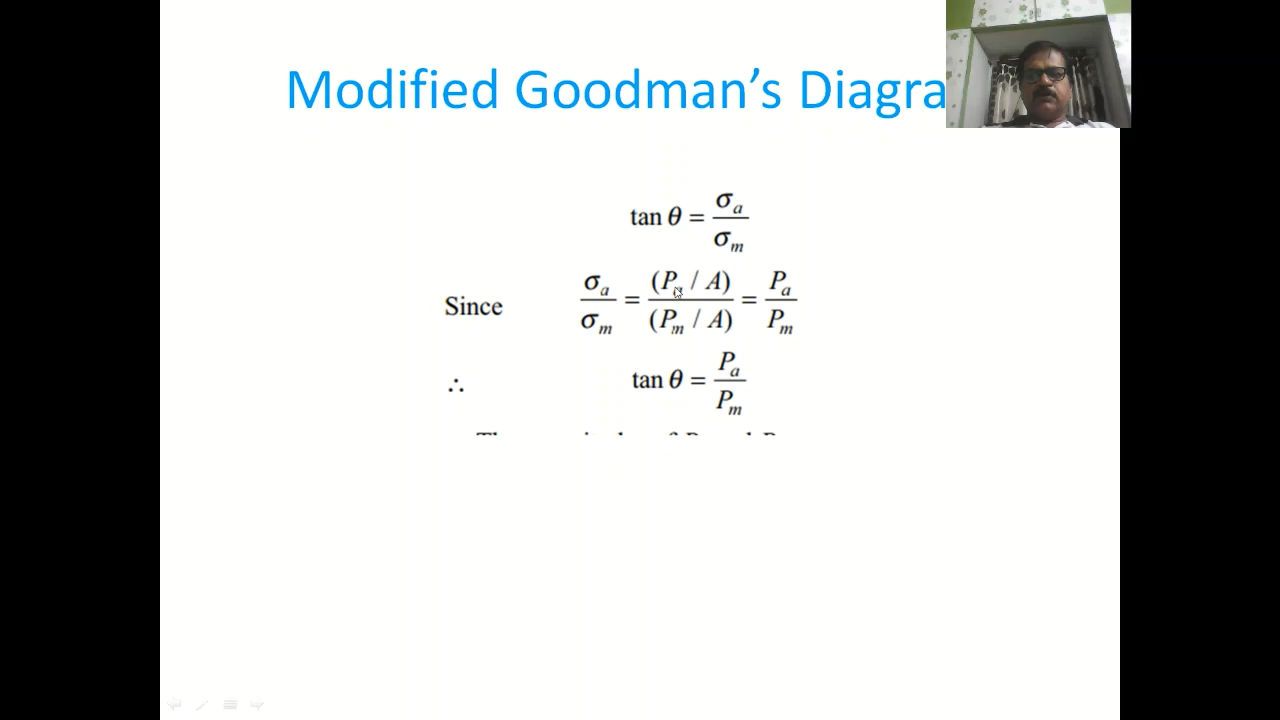 Modified Goodman's Diagra
tan θ = σa / σm
Since σa / σm = (Pa / A) / (Pm / A) = Pa / Pm
∴ tan θ = Pa / Pm